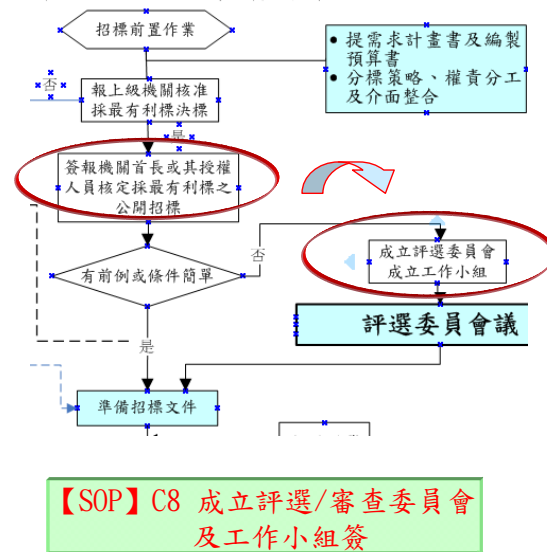 招標前置作業
• 提需求計畫書及編製
預算書
• 分標策略、權責分工
及介面整合
否
報上級機關核准
採最有利標決標
是
簽報機關首長或其授權
人員核定採最有利標之
公開招標
否
成立評選委員會
成立工作小組
有前例或條件簡單
評選委員會議
是
準備招標文件
【SOP】C8 成立評選/審查委員會
及工作小組簽